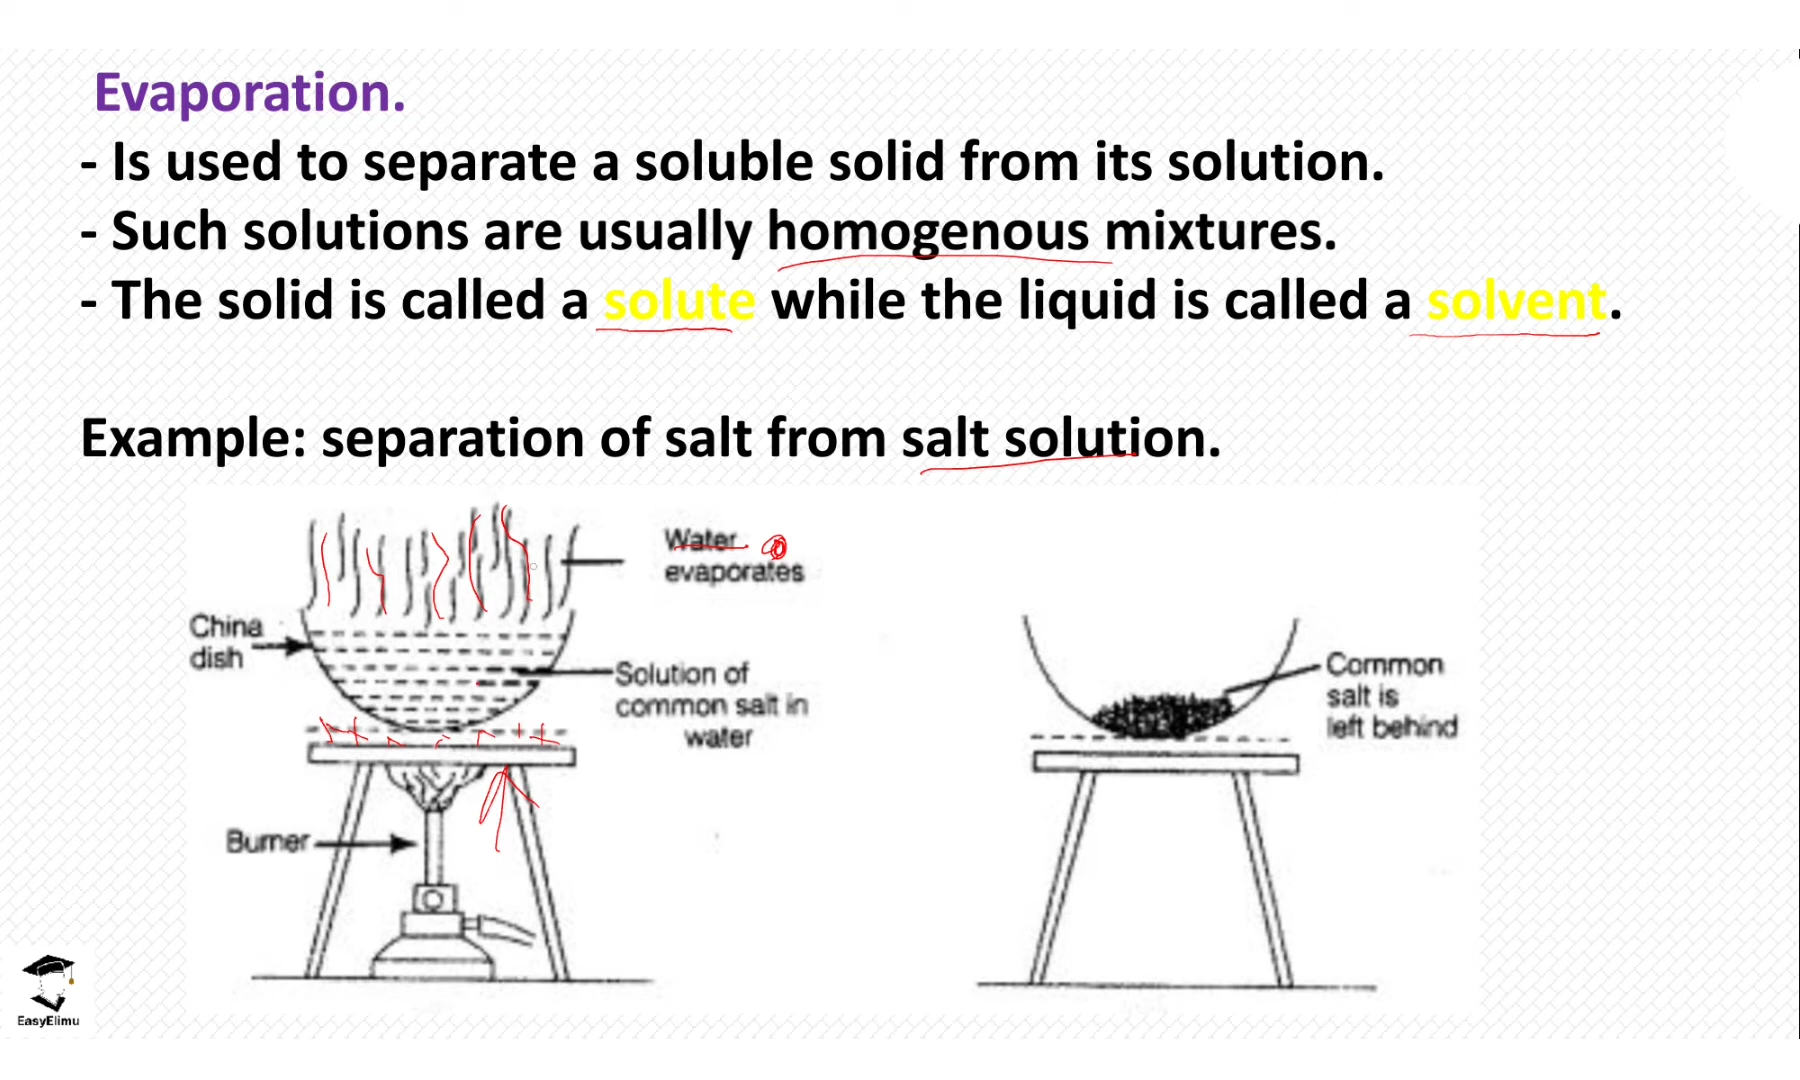 Evaporation.
- Is used to separate a soluble solid from its solution.
- Such solutions are usually homogenous mixtures.
- The solid is called a solute while the liquid is called a solvent.
Example: separation of salt from salt solution.
Water
evaporates
China
dish
Solution of
common salt in
water
Burner
Common
salt is
left behind
EasyElimu